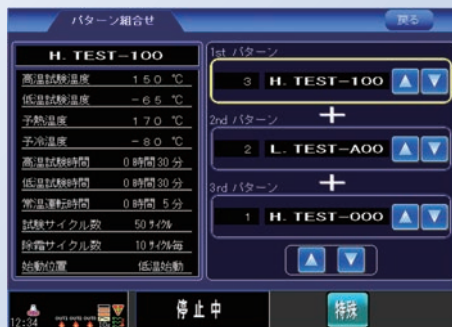 パターン組合せ
戻る
H. TEST-100
高温試験温度 150 ℃
低温試験温度 -65 ℃
予熱温度 170 ℃
予冷温度 -80 ℃
高温試験時間 0時間30分
低温試験時間 0時間30分
常温運転時間 0時間 5分
試験サイクル数 50サイクル
除霜サイクル数 10サイクル毎
始動位置 低温始動
1st パターン
3 H. TEST-100 ▲ ▼
+
2nd パターン
2 L. TEST-A00 ▲ ▼
+
3rd パターン
1 H. TEST-000 ▲ ▼
▲ ▼
12:34
OUT1 OUT2 OUT3
停止中
特殊